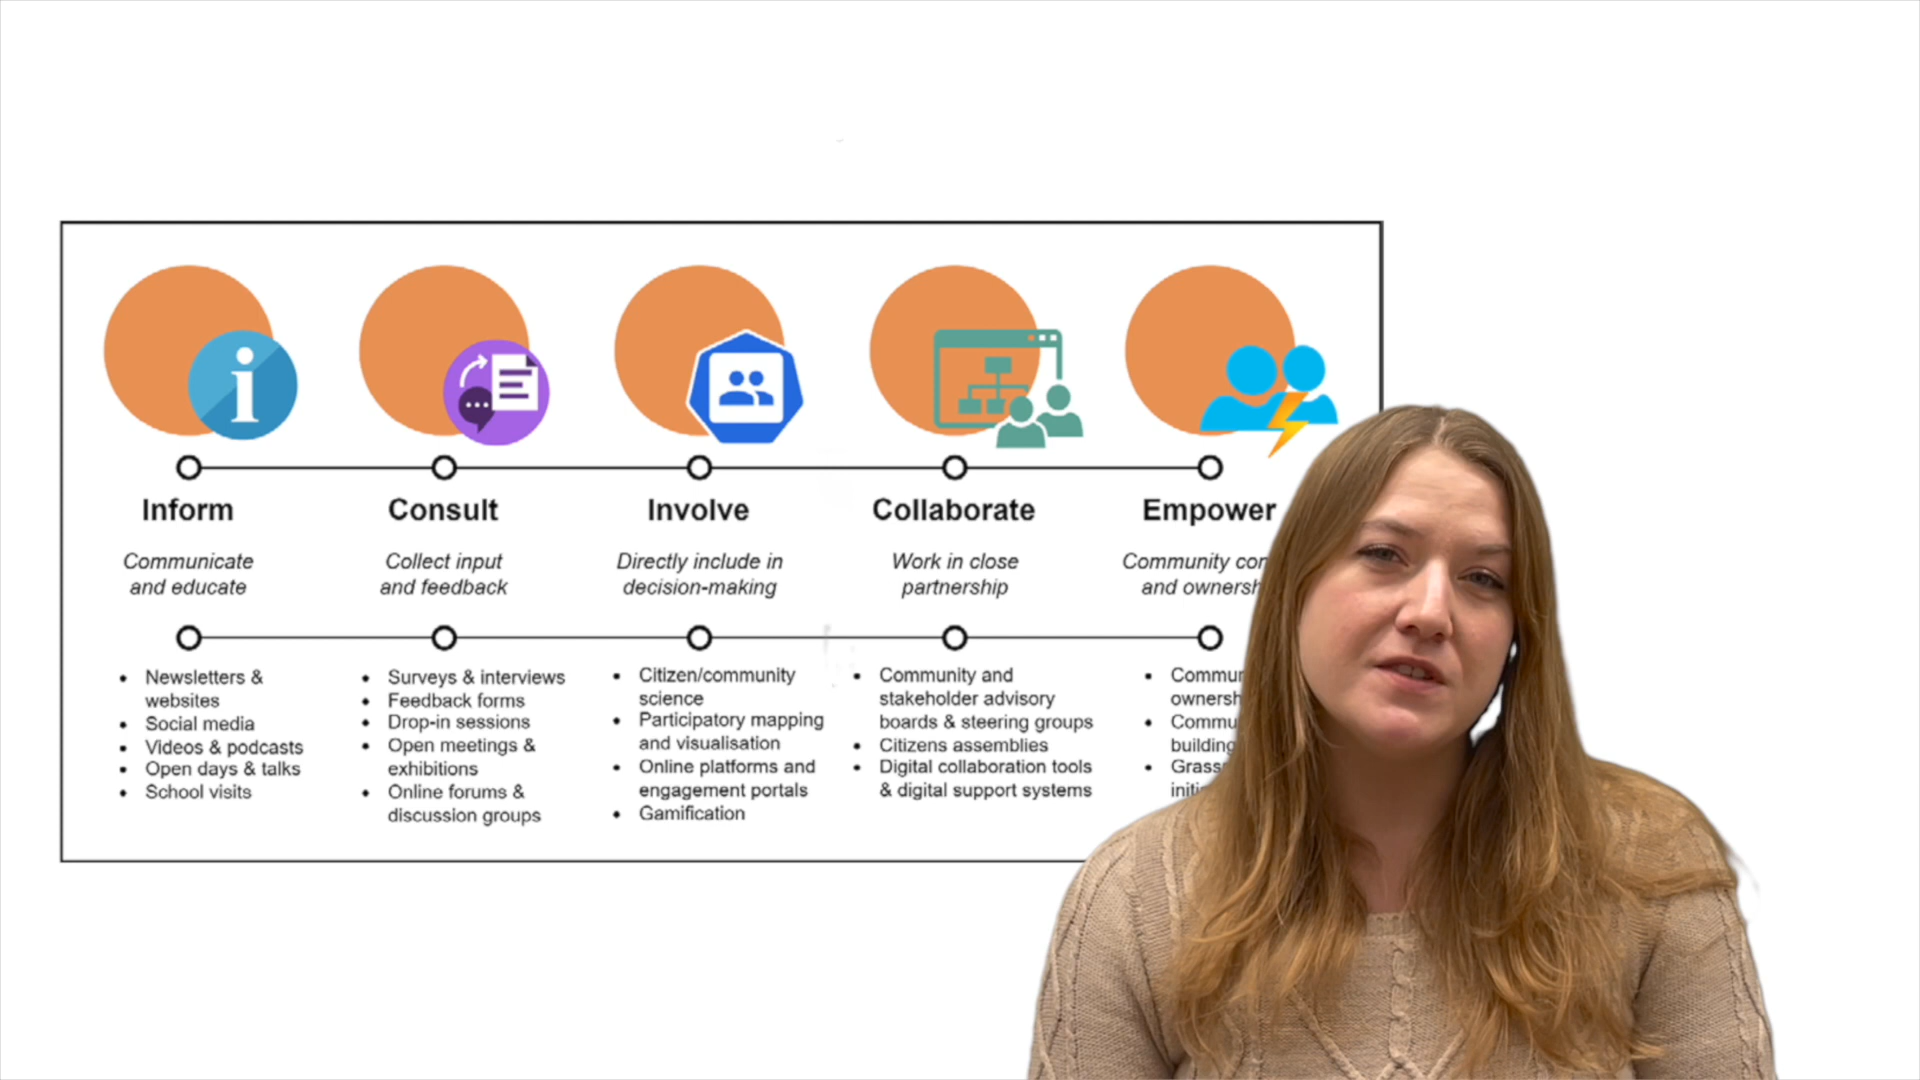 Inform
Communicate
and educate
Newsletters &
websites
Social media
Videos & podcasts
Open days & talks
School visits
Consult
Collect input
and feedback
Surveys & interviews
Feedback forms
Drop-in sessions
Open meetings &
exhibitions
Online forums &
discussion groups
Involve
Directly include in
decision-making
Citizen/community
science
Participatory mapping
and visualisation
Online platforms and
engagement portals
Gamification
Collaborate
Work in close
partnership
Community and
stakeholder advisory
boards & steering groups
Citizens assemblies
Digital collaboration tools
& digital support systems
Empower
Community
and
building